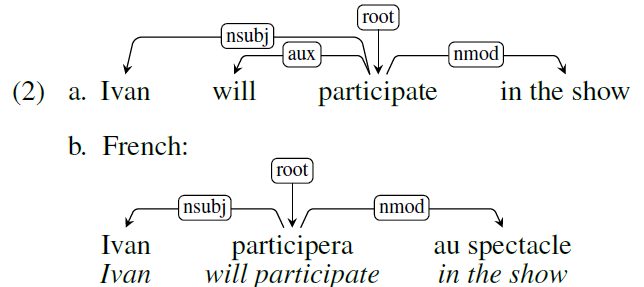 root
nsubj
aux
nmod
(2) a. Ivan will participate in the show
b. French:
root
nsubj nmod
Ivan participera au spectacle
Ivan will participate in the show